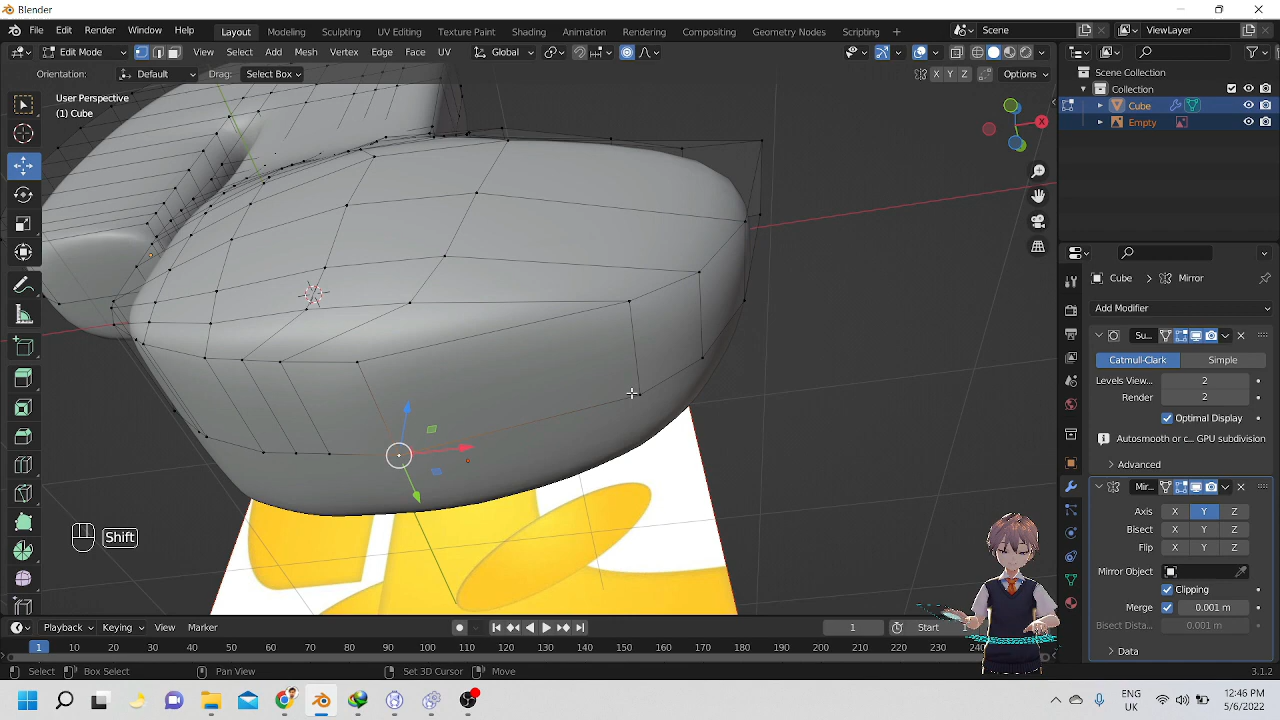 Blender
File Edit Render Window Help Layout Modeling Sculpting UV Editing Texture Paint Shading Animation Rendering Compositing Geometry Nodes Scripting + Scene ViewLayer
Edit Mode View Select Add Mesh Vertex Edge Face UV Global
Orientation: Default Drag: Select Box X Y Z Options
User Perspective
(1) Cube
X
Shift
Scene Collection
Collection
Cube
Empty
Cube > Mirror
Add Modifier
Su...
Catmull-Clark Simple
Levels View... 2
Render 2
Optimal Display
Autosmooth or c... GPU subdivision
Advanced
Mir...
Axis X Y Z
Bisect X Y Z
Flip X Y Z
Mirror Object
Clipping
Merge 0.001 m
Bisect Dista... 0.001 m
Data
Playback Keying View Marker 1 Start
1 10 20 30 40 50 60 70 80 90 100 110 120 130 140 150 160 170 180 190 200 210 220 230 240
Select Box Select Pan View Set 3D Cursor Move 3.1.2
ENG
UK
12:46 PM
5/6/2022